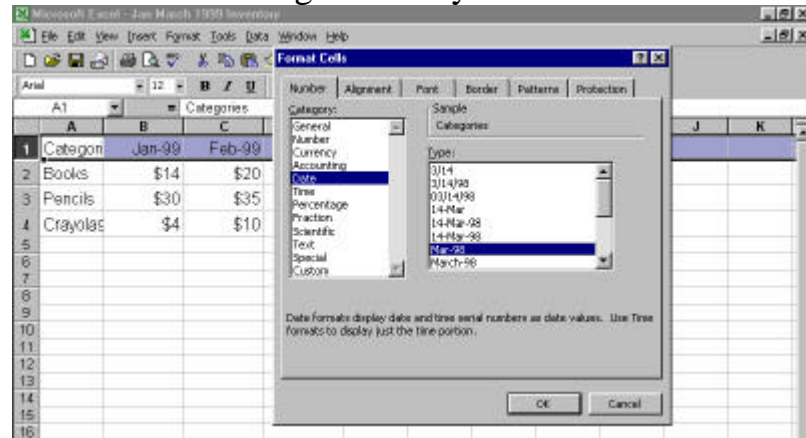 Microsoft Excel - Jan March 1999 Inventory
File Edit View Insert Format Tools Data Window Help
Arial 12 B I U
A1 = Categories
A B C J K
1 Categori Jan-99 Feb-99
2 Books $14 $20
3 Pencils $30 $35
4 Crayolas $4 $10
5
6
7
8
9
10
11
12
13
14
15
16
Format Cells
Number Alignment Font Border Patterns Protection
Category:
General
Number
Currency
Accounting
Date
Time
Percentage
Fraction
Scientific
Text
Special
Custom
Sample
Categories
Type:
3/14
3/14/98
03/14/98
14-Mar
14-Mar-98
14-Mar-98
Mar-98
March-98
Date formats display date and time serial numbers as date values. Use Time
formats to display just the time portion.
OK Cancel